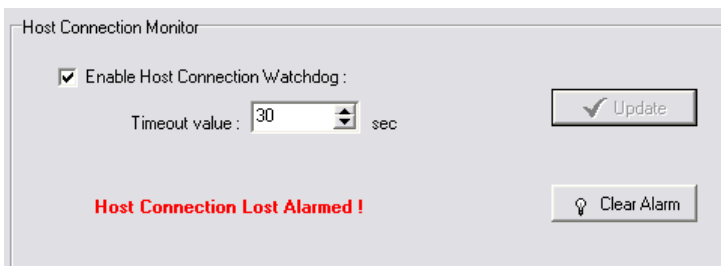 Host Connection Monitor
Enable Host Connection Watchdog :
Timeout value : 30 sec
Update
Host Connection Lost Alarmed !
Clear Alarm